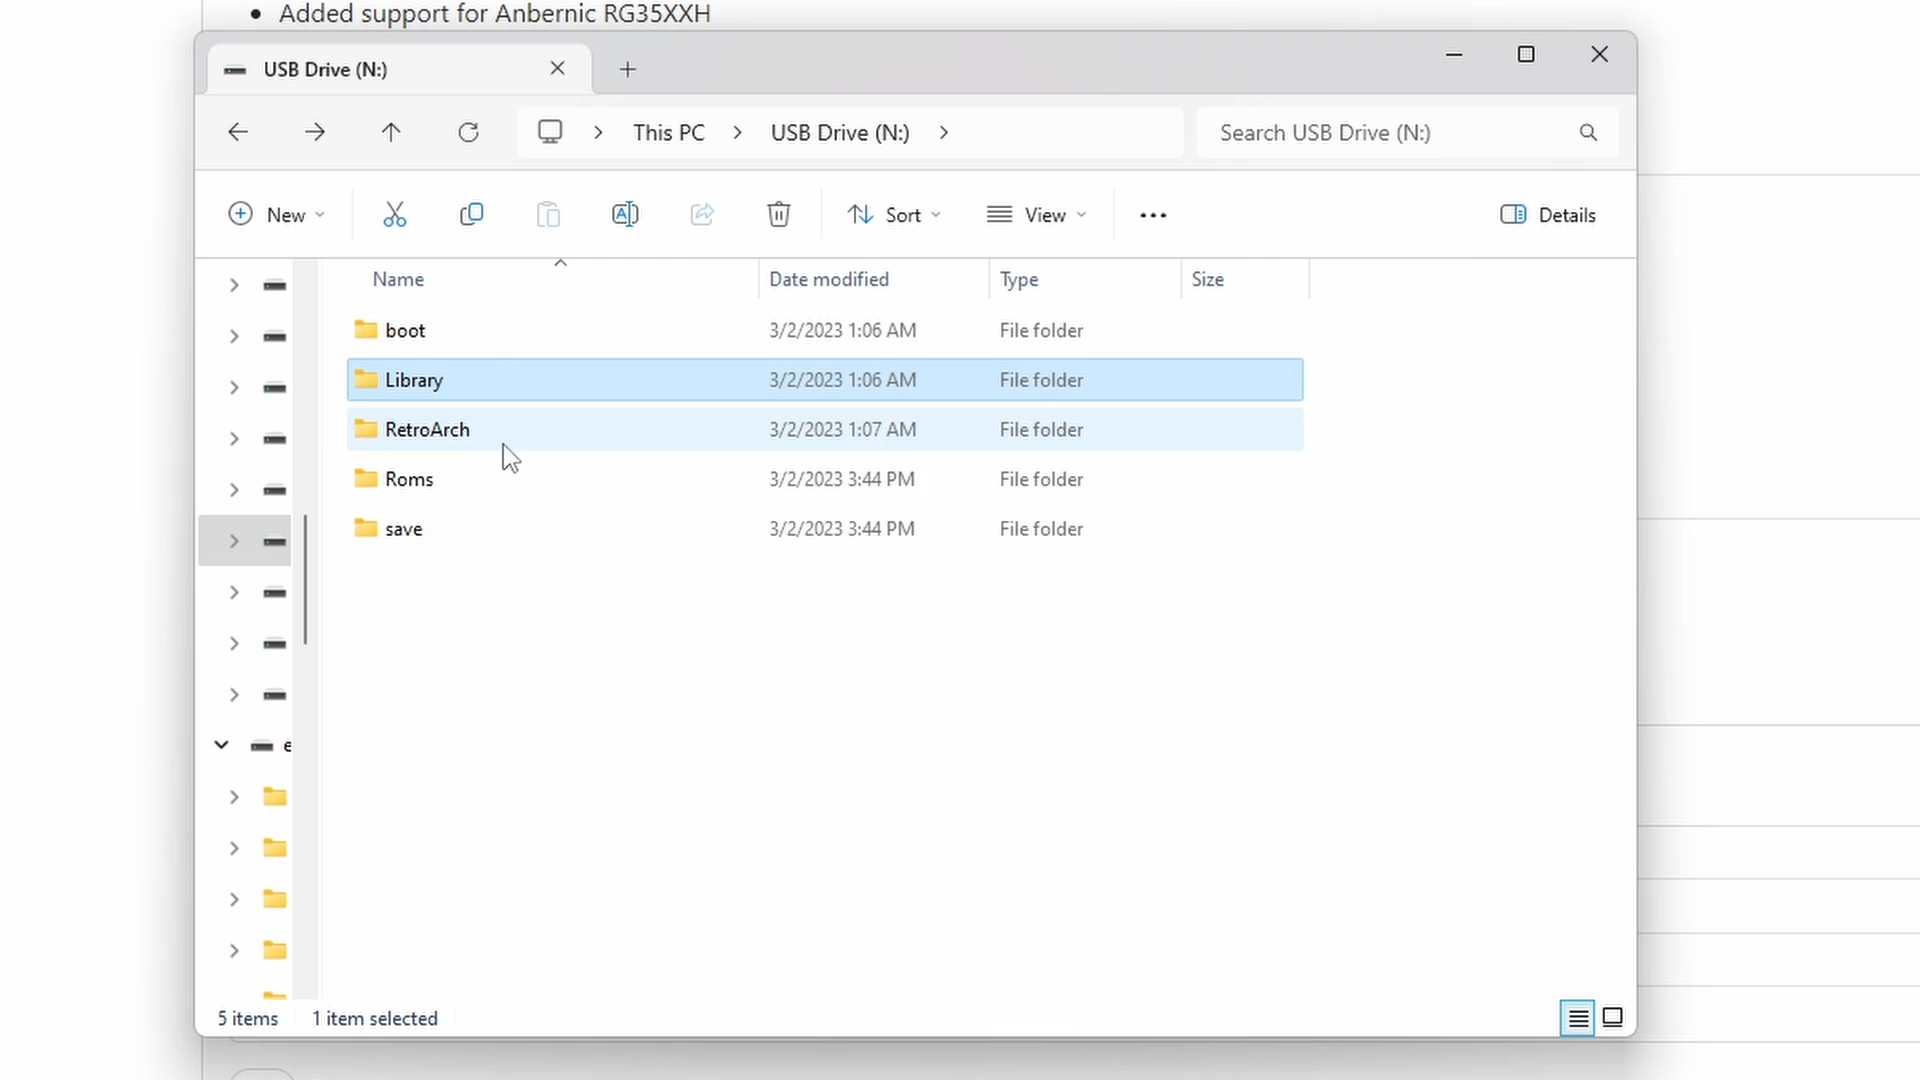 • Added support for Anbernic RG35XXH
USB Drive (N:)
This PC > USB Drive (N:) >
Search USB Drive (N:)
New
Sort
View
Details
Name Date modified Type Size
boot 3/2/2023 1:06 AM File folder
Library 3/2/2023 1:06 AM File folder
RetroArch 3/2/2023 1:07 AM File folder
Roms 3/2/2023 3:44 PM File folder
save 3/2/2023 3:44 PM File folder
e
5 items 1 item selected